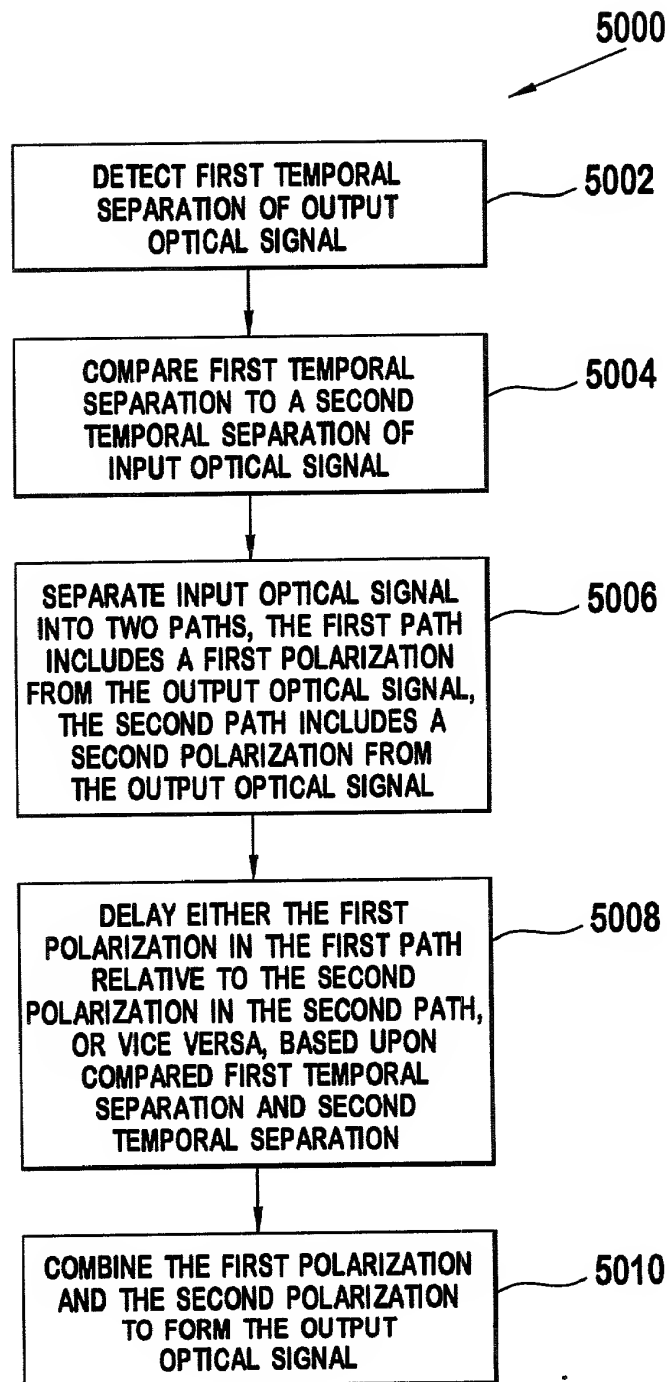 5000
DETECT FIRST TEMPORAL
SEPARATION OF OUTPUT
OPTICAL SIGNAL
5002
COMPARE FIRST TEMPORAL
SEPARATION TO A SECOND
TEMPORAL SEPARATION OF
INPUT OPTICAL SIGNAL
5004
SEPARATE INPUT OPTICAL SIGNAL
INTO TWO PATHS, THE FIRST PATH
INCLUDES A FIRST POLARIZATION
FROM THE OUTPUT OPTICAL SIGNAL,
THE SECOND PATH INCLUDES A
SECOND POLARIZATION FROM
THE OUTPUT OPTICAL SIGNAL
5006
DELAY EITHER THE FIRST
POLARIZATION IN THE FIRST PATH
RELATIVE TO THE SECOND
POLARIZATION IN THE SECOND PATH,
OR VICE VERSA, BASED UPON
COMPARED FIRST TEMPORAL
SEPARATION AND SECOND
TEMPORAL SEPARATION
5008
COMBINE THE FIRST POLARIZATION
AND THE SECOND POLARIZATION
TO FORM THE OUTPUT
OPTICAL SIGNAL
5010